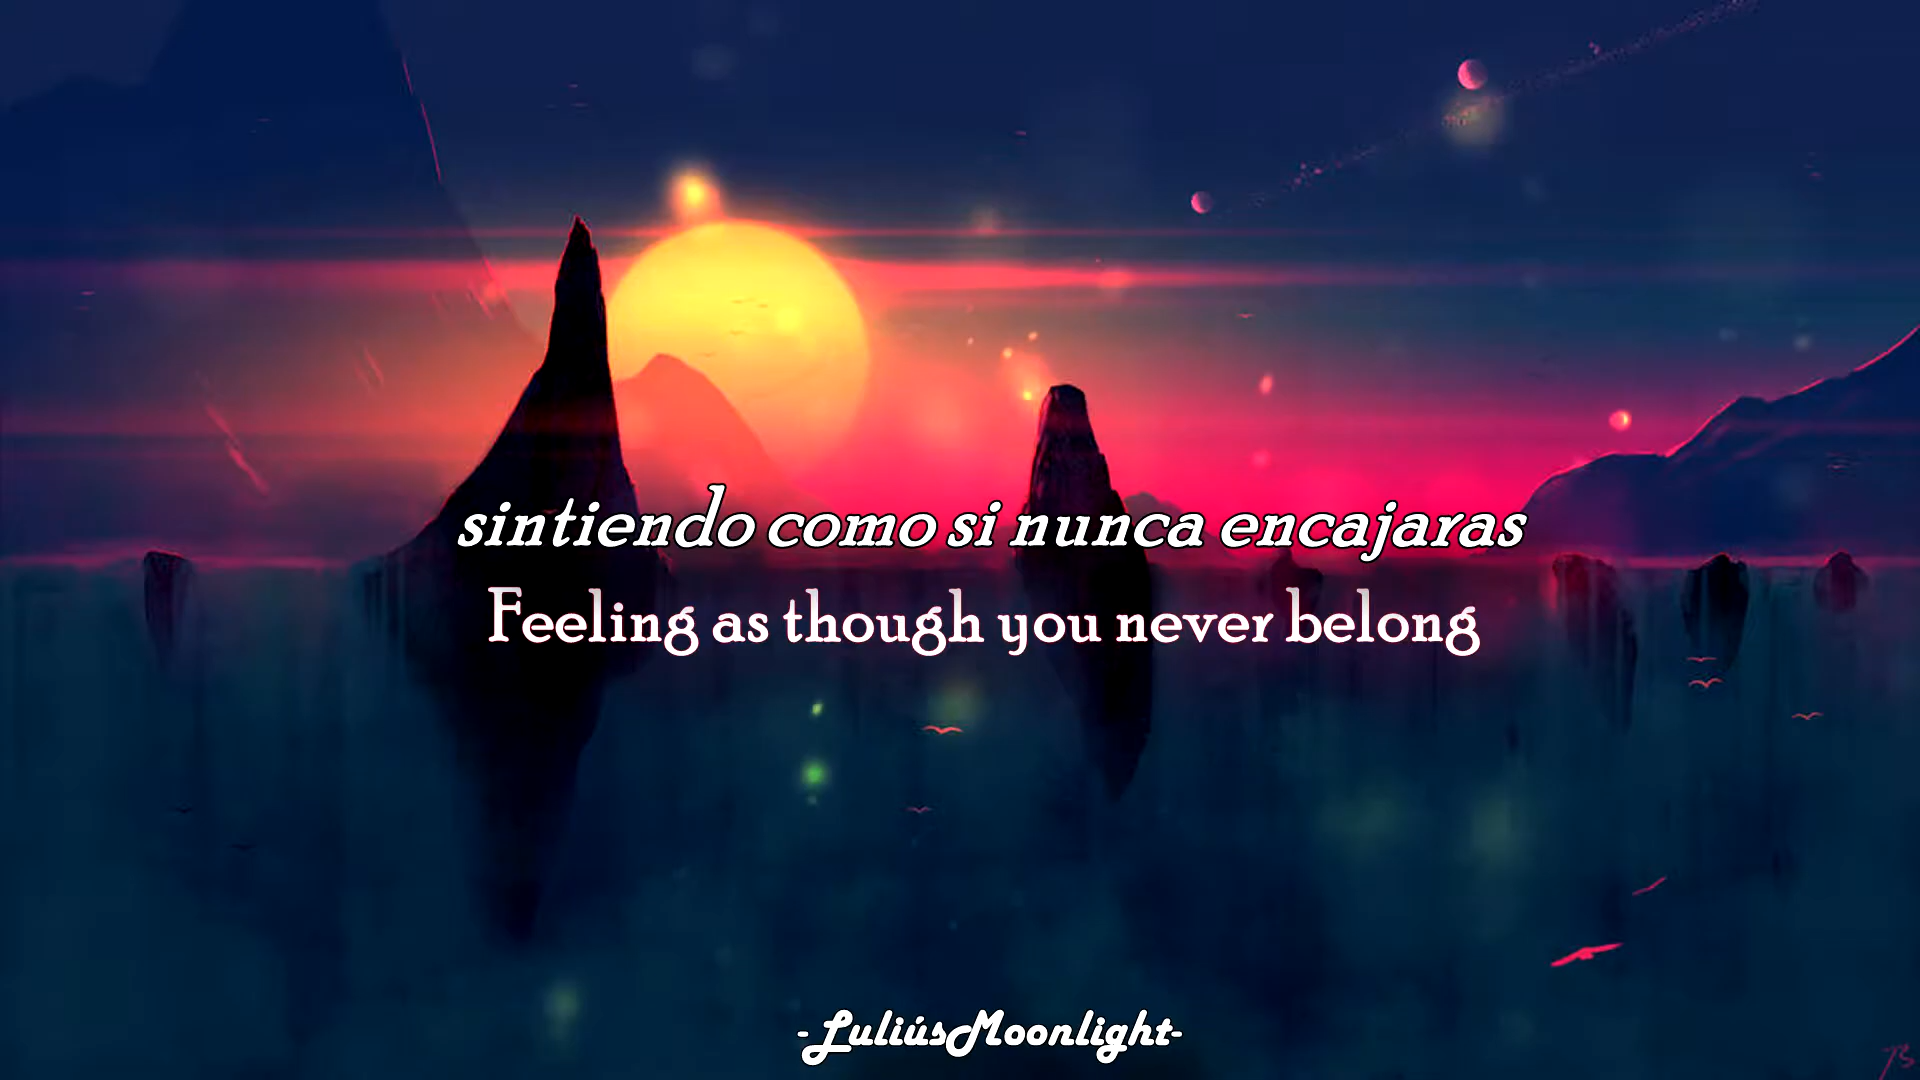 sintiendo como si nunca encajaras
Feeling as though you never belong
-LuliúsMoonlight-